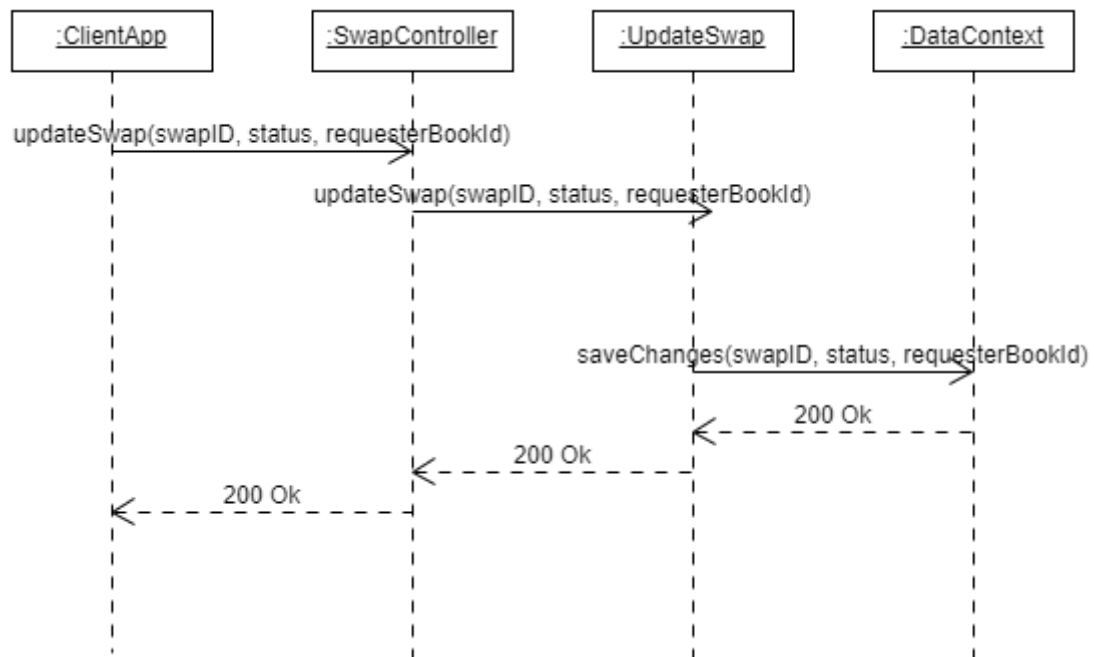 :ClientApp
:SwapController
:UpdateSwap
:DataContext
updateSwap(swapID, status, requesterBookId)
updateSwap(swapID, status, requesterBookId)
saveChanges(swapID, status, requesterBookId)
200 Ok
200 Ok
200 Ok